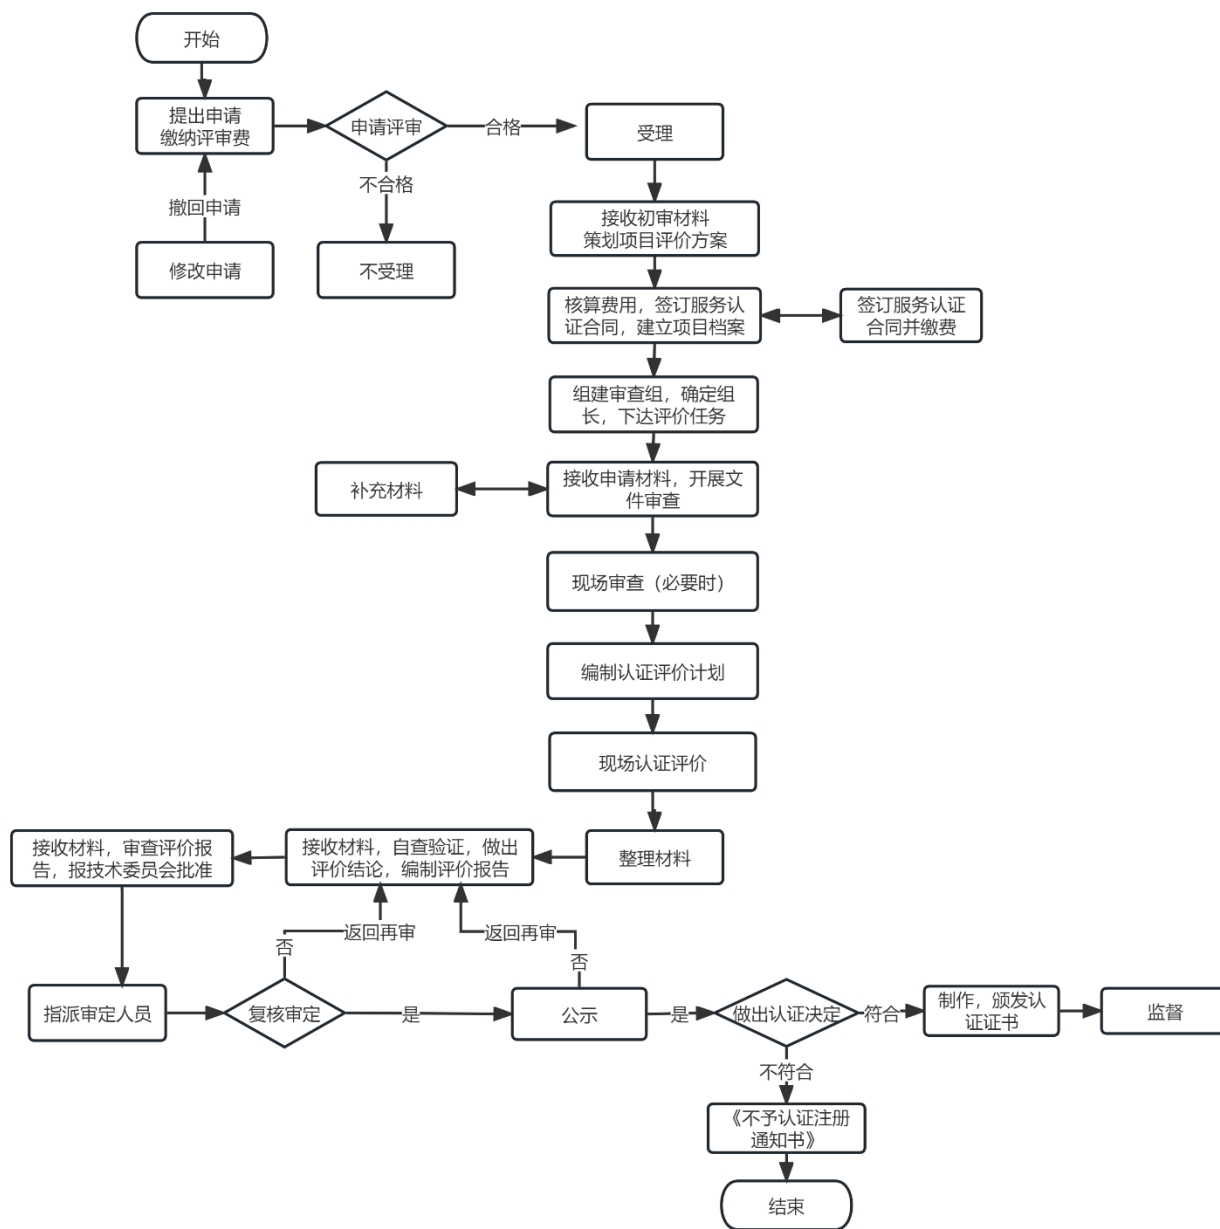 开始
提出申请
缴纳评审费
申请评审
合格
受理
不合格
撤回申请
修改申请
不受理
接收初审材料
策划项目评价方案
核算费用，签订服务认
证合同，建立项目档案
签订服务认证
合同并缴费
组建审查组，确定组
长，下达评价任务
补充材料
接收申请材料，开展文
件审查
现场审查（必要时）
编制认证评价计划
现场认证评价
整理材料
接收材料，自查验证，做出
评价结论，编制评价报告
接收材料，审查评价报
告，报技术委员会批准
返回再审
返回再审
否
否
指派审定人员
复核审定
是
公示
是
做出认证决定
符合
制作，颁发认
证证书
监督
不符合
《不予认证注册
通知书》
结束